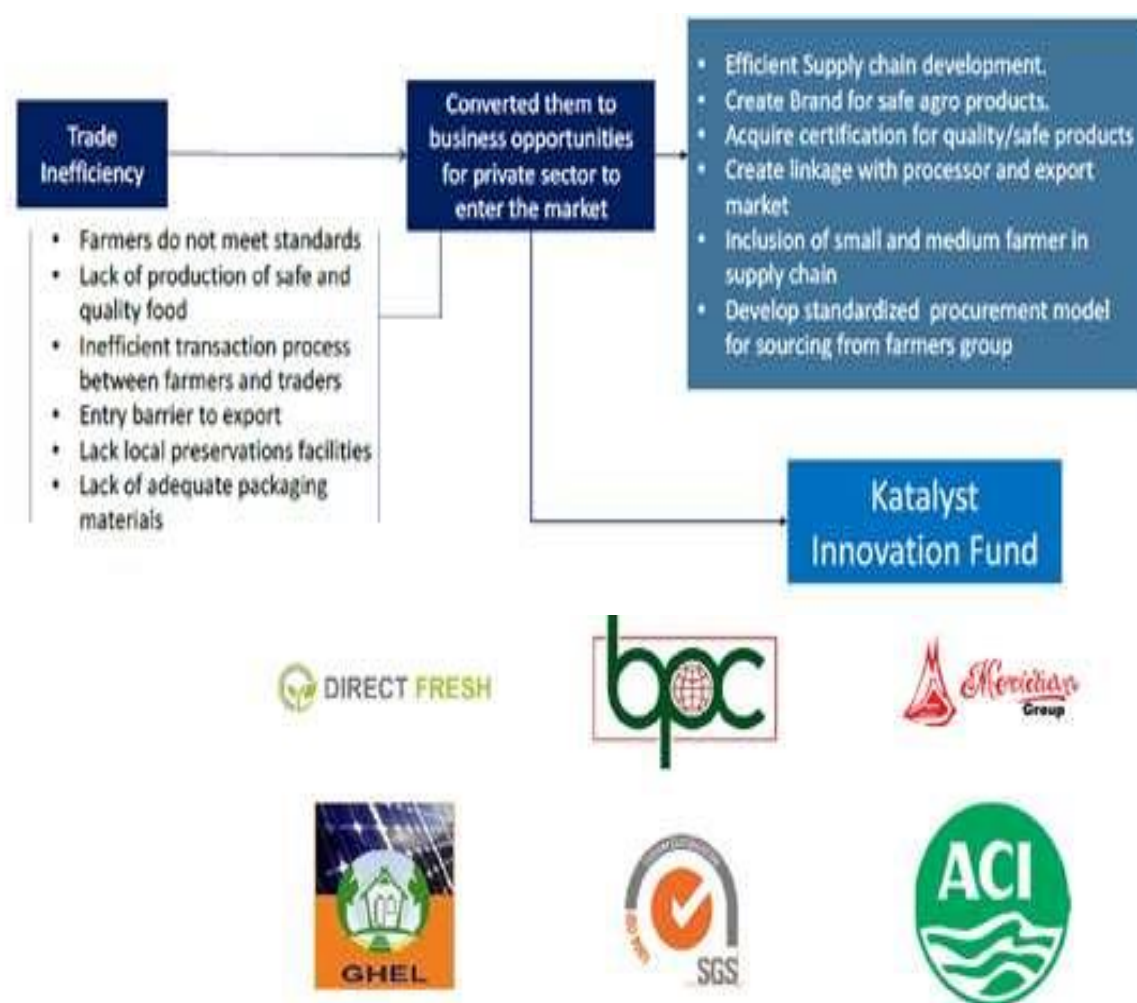 Trade
Inefficiency
Converted them to
business opportunities
for private sector to
enter the market
• Efficient Supply chain development.
• Create Brand for safe agro products.
• Acquire certification for quality/safe products
• Create linkage with processor and export
market
• Inclusion of small and medium farmer in
supply chain
• Develop standardized procurement model
for sourcing from farmers group
• Farmers do not meet standards
• Lack of production of safe and
quality food
• Inefficient transaction process
between farmers and traders
• Entry barrier to export
• Lack local preservations facilities
• Lack of adequate packaging
materials
Katalyst
Innovation Fund
DIRECT FRESH
bpc
Meridian
Group
GHEL
SGS
ACI